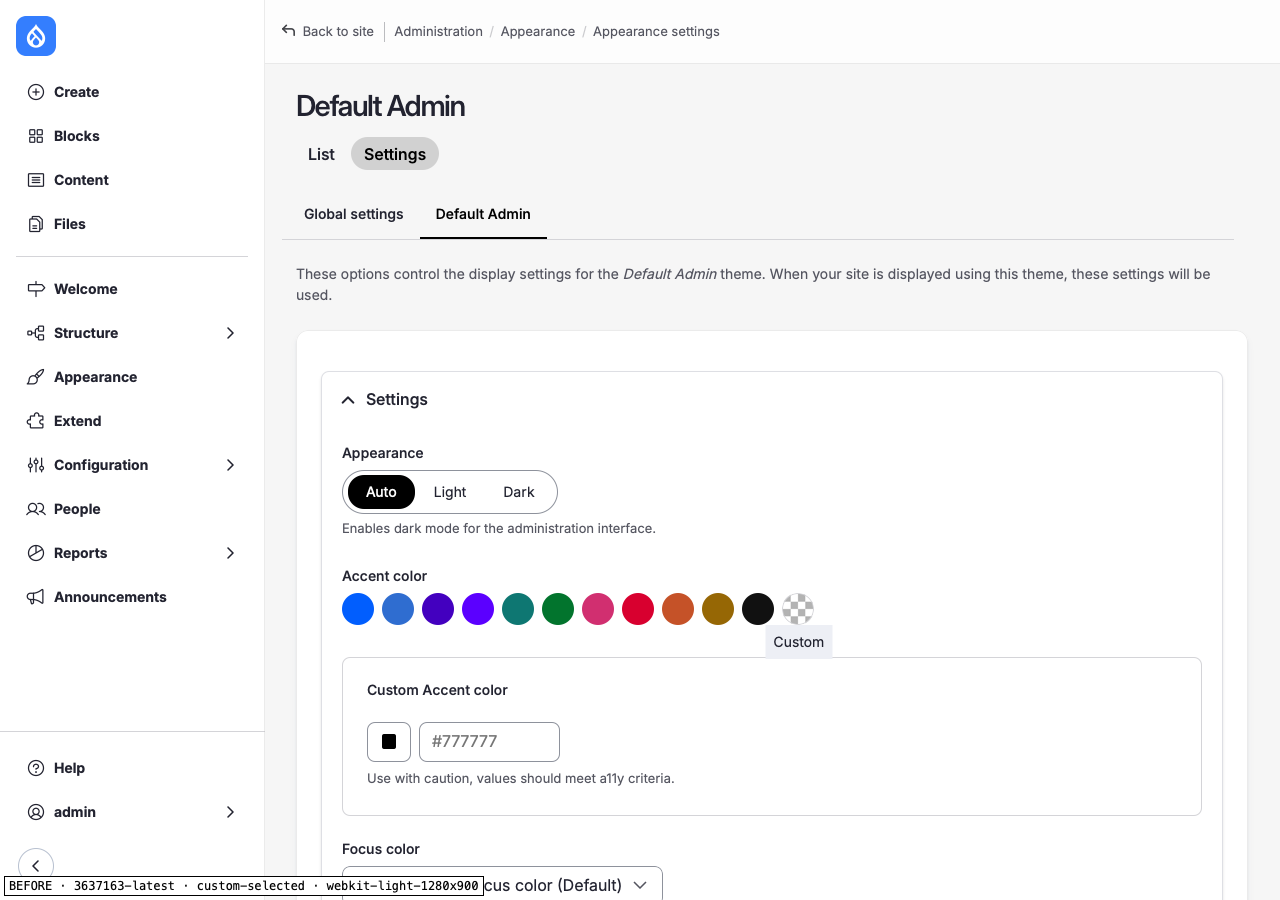 Back to site
Administration / Appearance / Appearance settings
Create
Blocks
Content
Files
Welcome
Structure
Appearance
Extend
Configuration
People
Reports
Announcements
Help
admin
Default Admin
List
Settings
Global settings
Default Admin
These options control the display settings for the Default Admin theme. When your site is displayed using this theme, these settings will be
used.
Settings
Appearance
Auto
Light
Dark
Enables dark mode for the administration interface.
Accent color
Custom
Custom Accent color
#777777
Use with caution, values should meet a11y criteria.
Focus color
cus color (Default)
BEFORE · 3637163-latest · custom-selected · webkit-light-1280x900